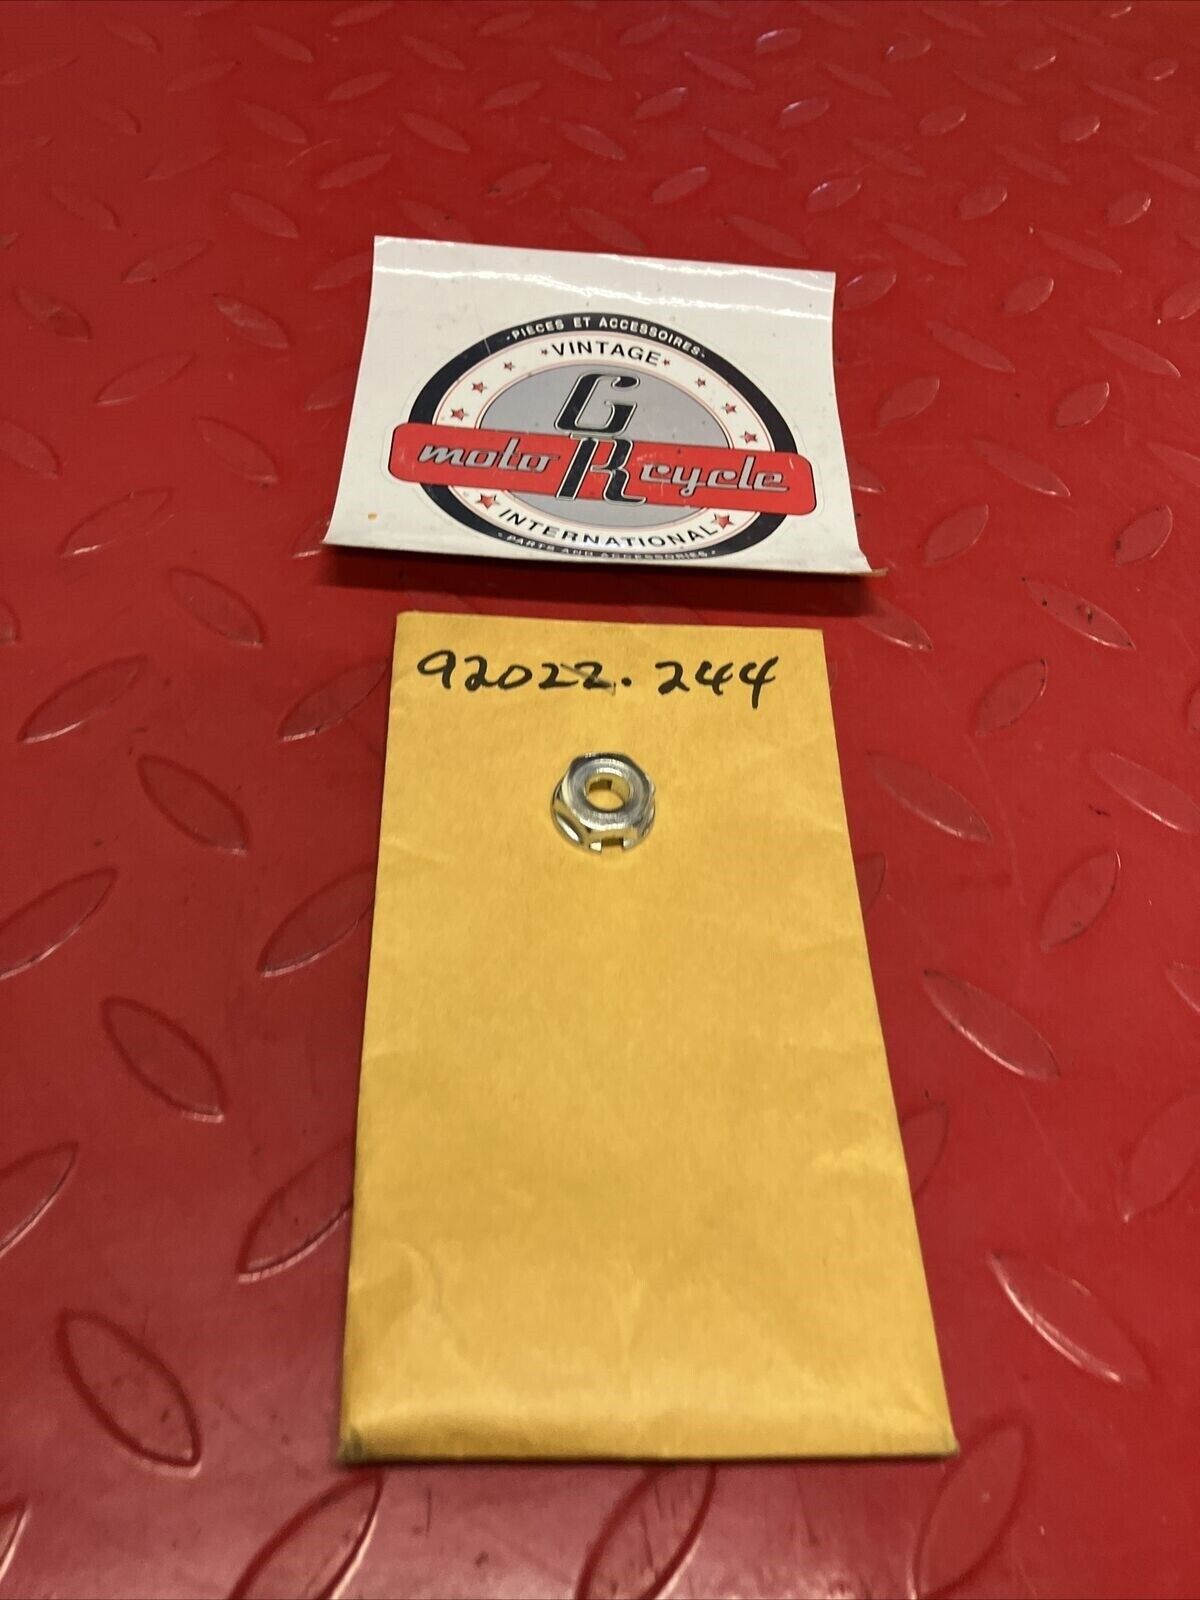 ·PIECES ET ACCESSOIRES·
VINTAGE
G
moto R cycle
INTERNATIONAL
·PARTS AND ACCESSORIES·
92022.244